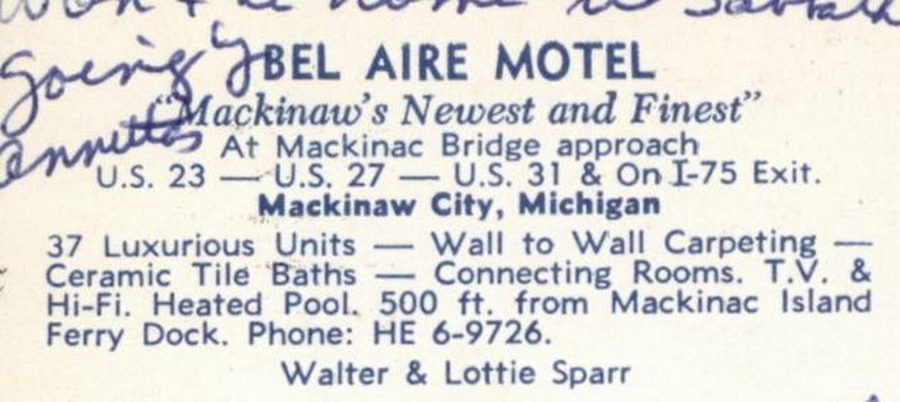 going
BEL AIRE MOTEL
"Mackinaw's Newest and Finest"
At Mackinac Bridge approach
U.S. 23 — U.S. 27 — U.S. 31 & On I-75 Exit.
Mackinaw City, Michigan
37 Luxurious Units — Wall to Wall Carpeting —
Ceramic Tile Baths — Connecting Rooms. T.V. &
Hi-Fi. Heated Pool. 500 ft. from Mackinac Island
Ferry Dock. Phone: HE 6-9726.
Walter & Lottie Sparr